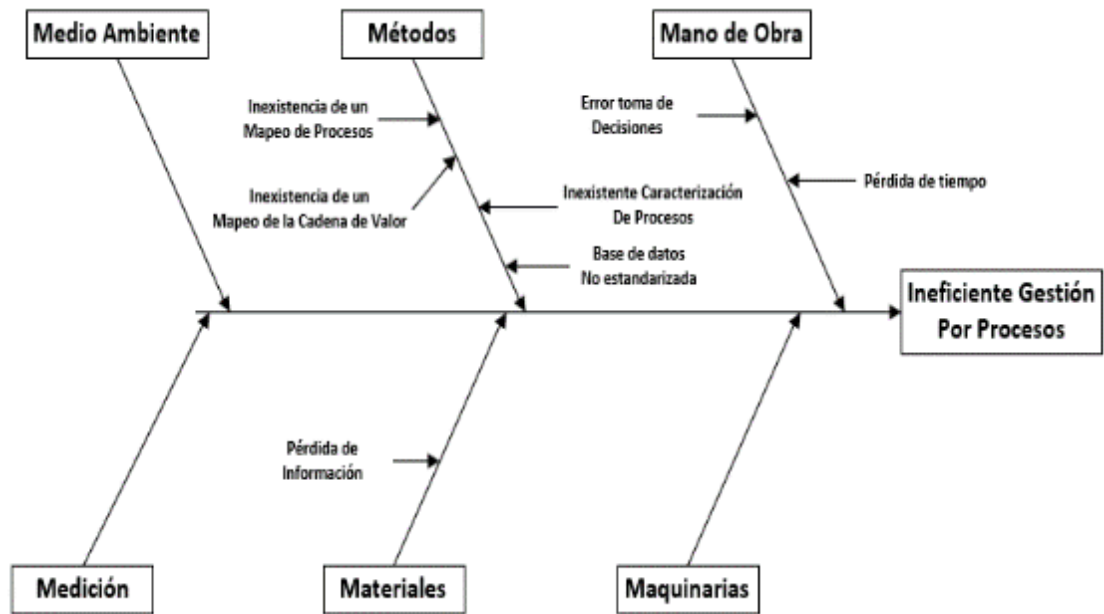 Medio Ambiente
Métodos
Mano de Obra
Inexistencia de un
Mapeo de Procesos
Error toma de
Decisiones
Inexistencia de un
Mapeo de la Cadena de Valor
Inexistente Caracterización
De Procesos
Pérdida de tiempo
Base de datos
No estandarizada
Ineficiente Gestión
Por Procesos
Pérdida de
Información
Medición
Materiales
Maquinarias